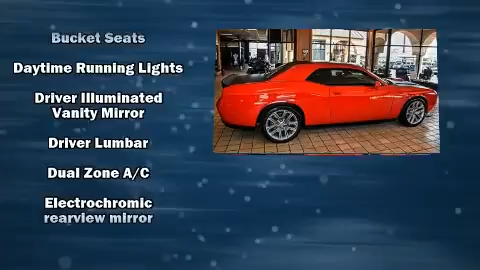 Bucket Seats
Daytime Running Lights
Driver Illuminated
Vanity Mirror
Driver Lumbar
Dual Zone A/C
Electrochromic
rearview mirror